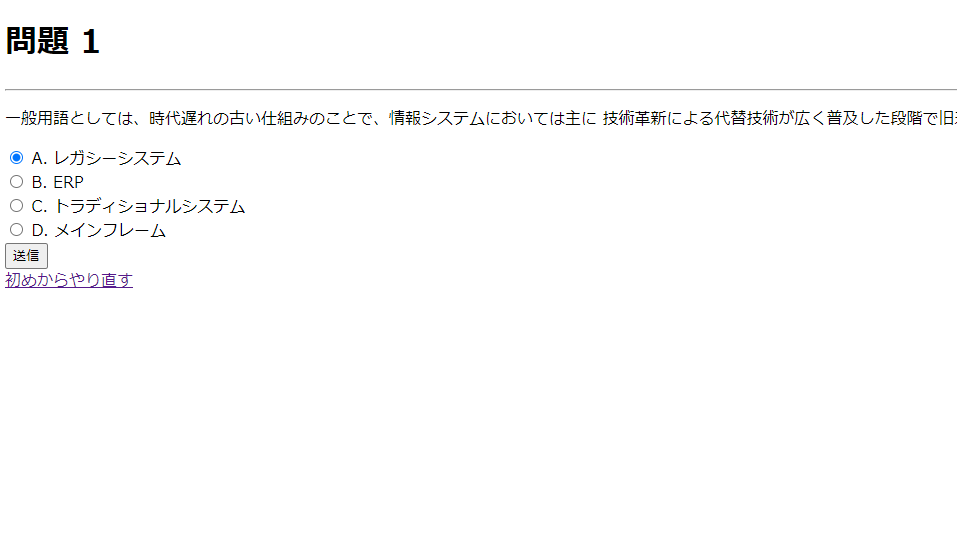 問題 1
一般用語としては、時代遅れの古い仕組みのことで、情報システムにおいては主に 技術革新による代替技術が広く普及した段階で旧
A. レガシーシステム
B. ERP
C. トラディショナルシステム
D. メインフレーム
送信
初めからやり直す